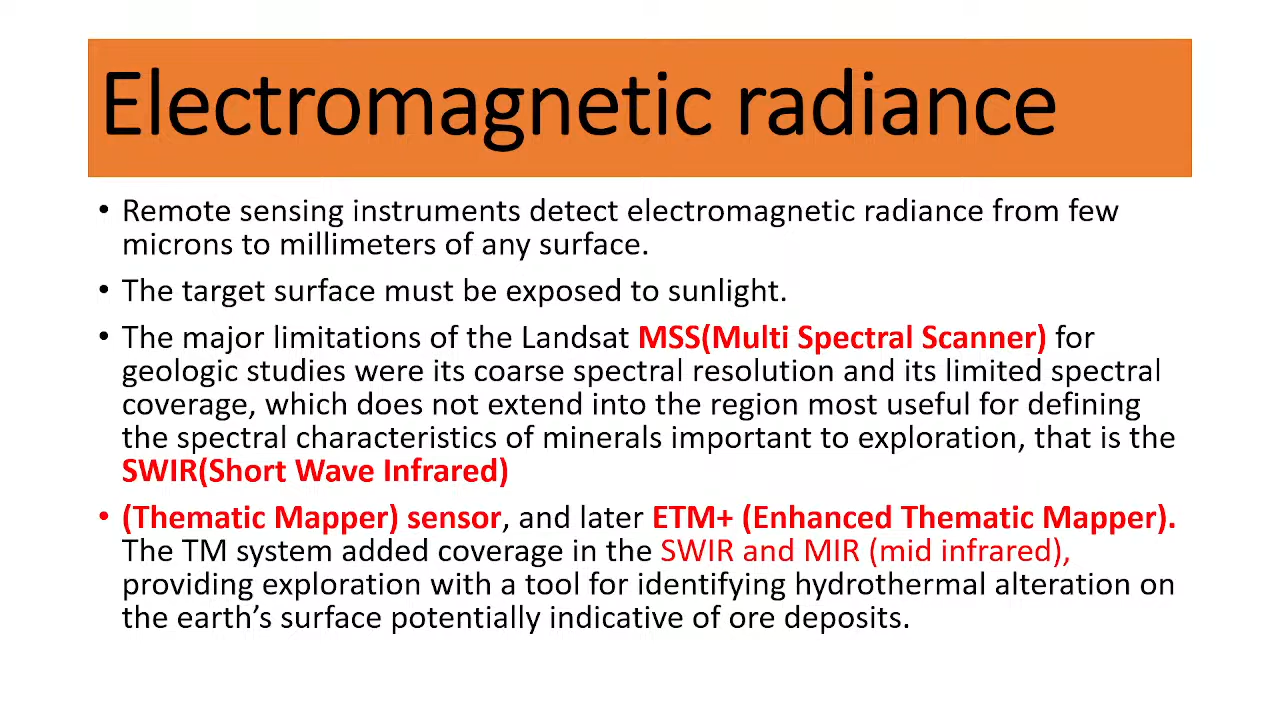 Electromagnetic radiance
• Remote sensing instruments detect electromagnetic radiance from few
microns to millimeters of any surface.
• The target surface must be exposed to sunlight.
• The major limitations of the Landsat MSS(Multi Spectral Scanner) for
geologic studies were its coarse spectral resolution and its limited spectral
coverage, which does not extend into the region most useful for defining
the spectral characteristics of minerals important to exploration, that is the
SWIR(Short Wave Infrared)
• (Thematic Mapper) sensor, and later ETM+ (Enhanced Thematic Mapper).
The TM system added coverage in the SWIR and MIR (mid infrared),
providing exploration with a tool for identifying hydrothermal alteration on
the earth’s surface potentially indicative of ore deposits.